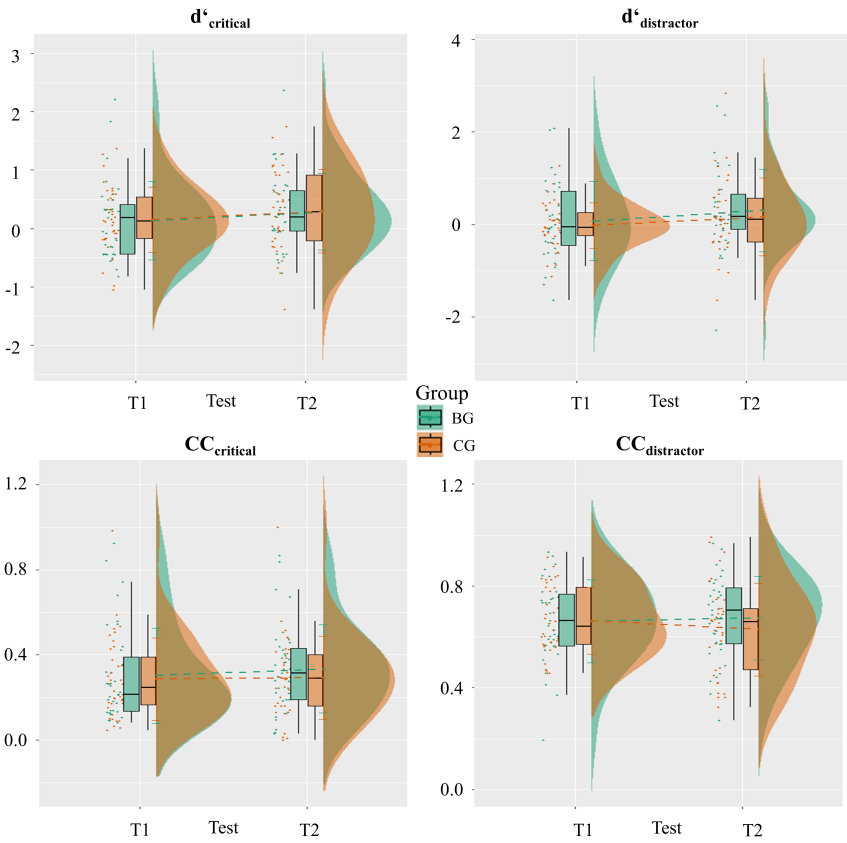 d‘critical
d‘distractor
3
2
1
0
-1
-2
T1 Test T2
4
2
0
-2
T1 Test T2
Group
BG
CG
CCcritical
CCdistractor
1.2
0.8
0.4
0.0
T1 Test T2
1.2
0.8
0.4
0.0
T1 Test T2